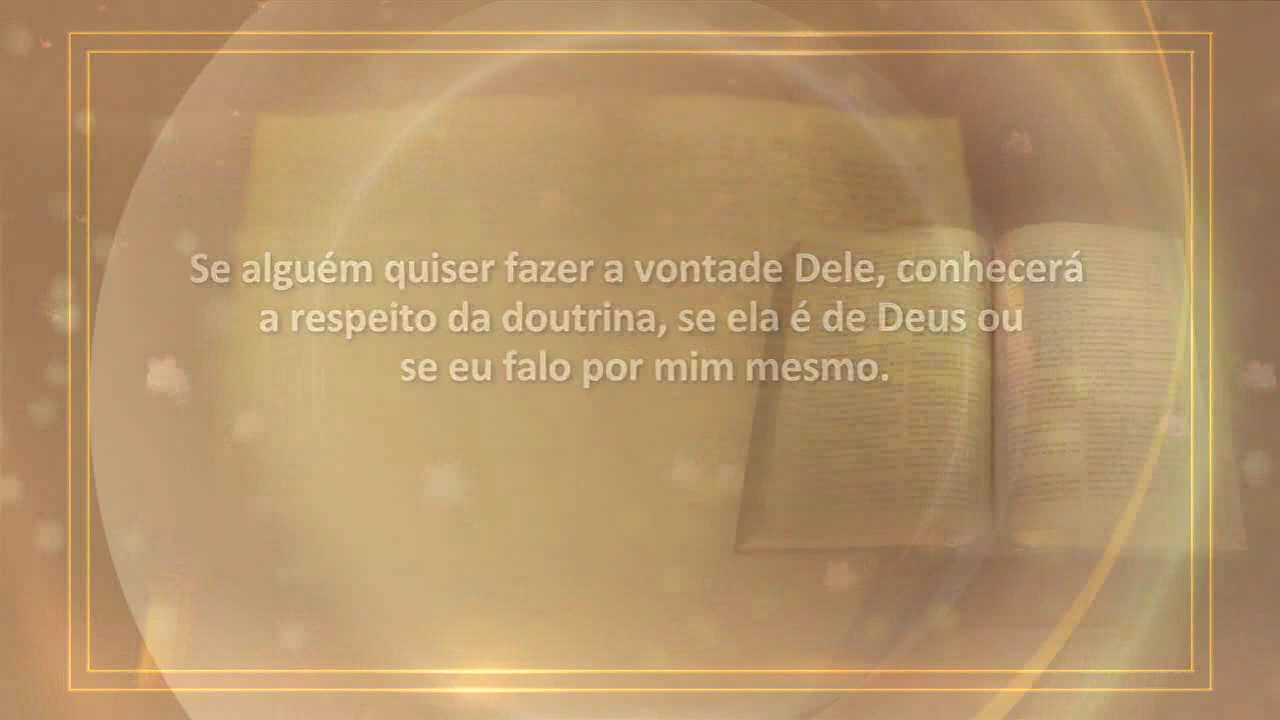 Se alguém quiser fazer a vontade Dele, conhecerá
a respeito da doutrina, se ela é de Deus ou
se eu falo por mim mesmo.